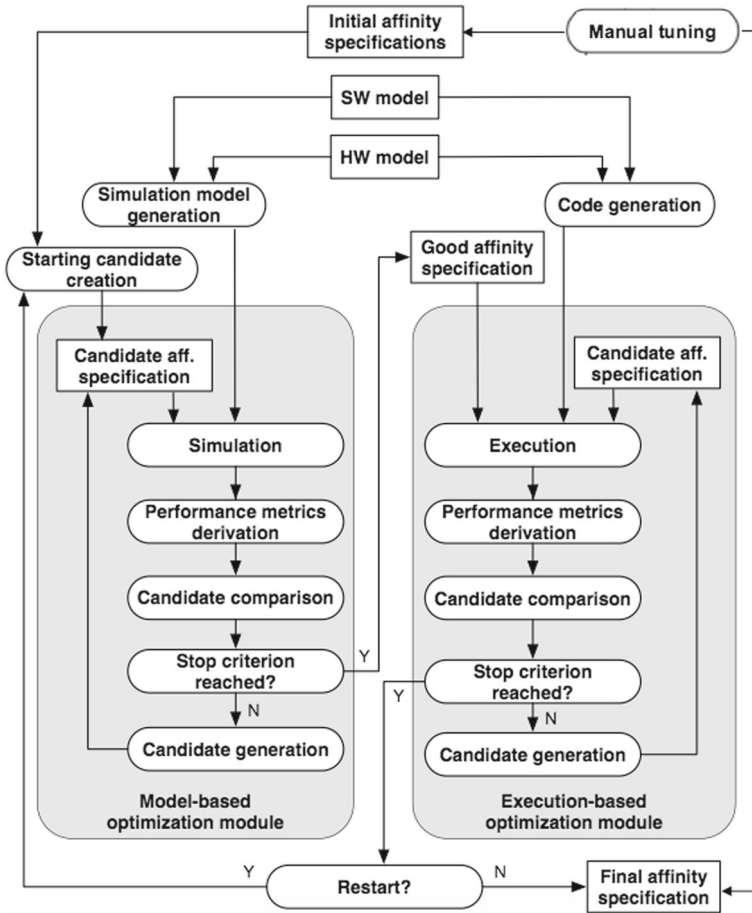 Initial affinity
specifications
Manual tuning
SW model
HW model
Simulation model
generation
Code generation
Good affinity
specification
Starting candidate
creation
Candidate aff.
specification
Candidate aff.
specification
Simulation
Execution
Performance metrics
derivation
Performance metrics
derivation
Candidate comparison
Candidate comparison
Stop criterion
reached?
Y
Stop criterion
reached?
Y
N
N
Candidate generation
Candidate generation
Model-based
optimization module
Execution-based
optimization module
Y
Restart?
N
Final affinity
specification